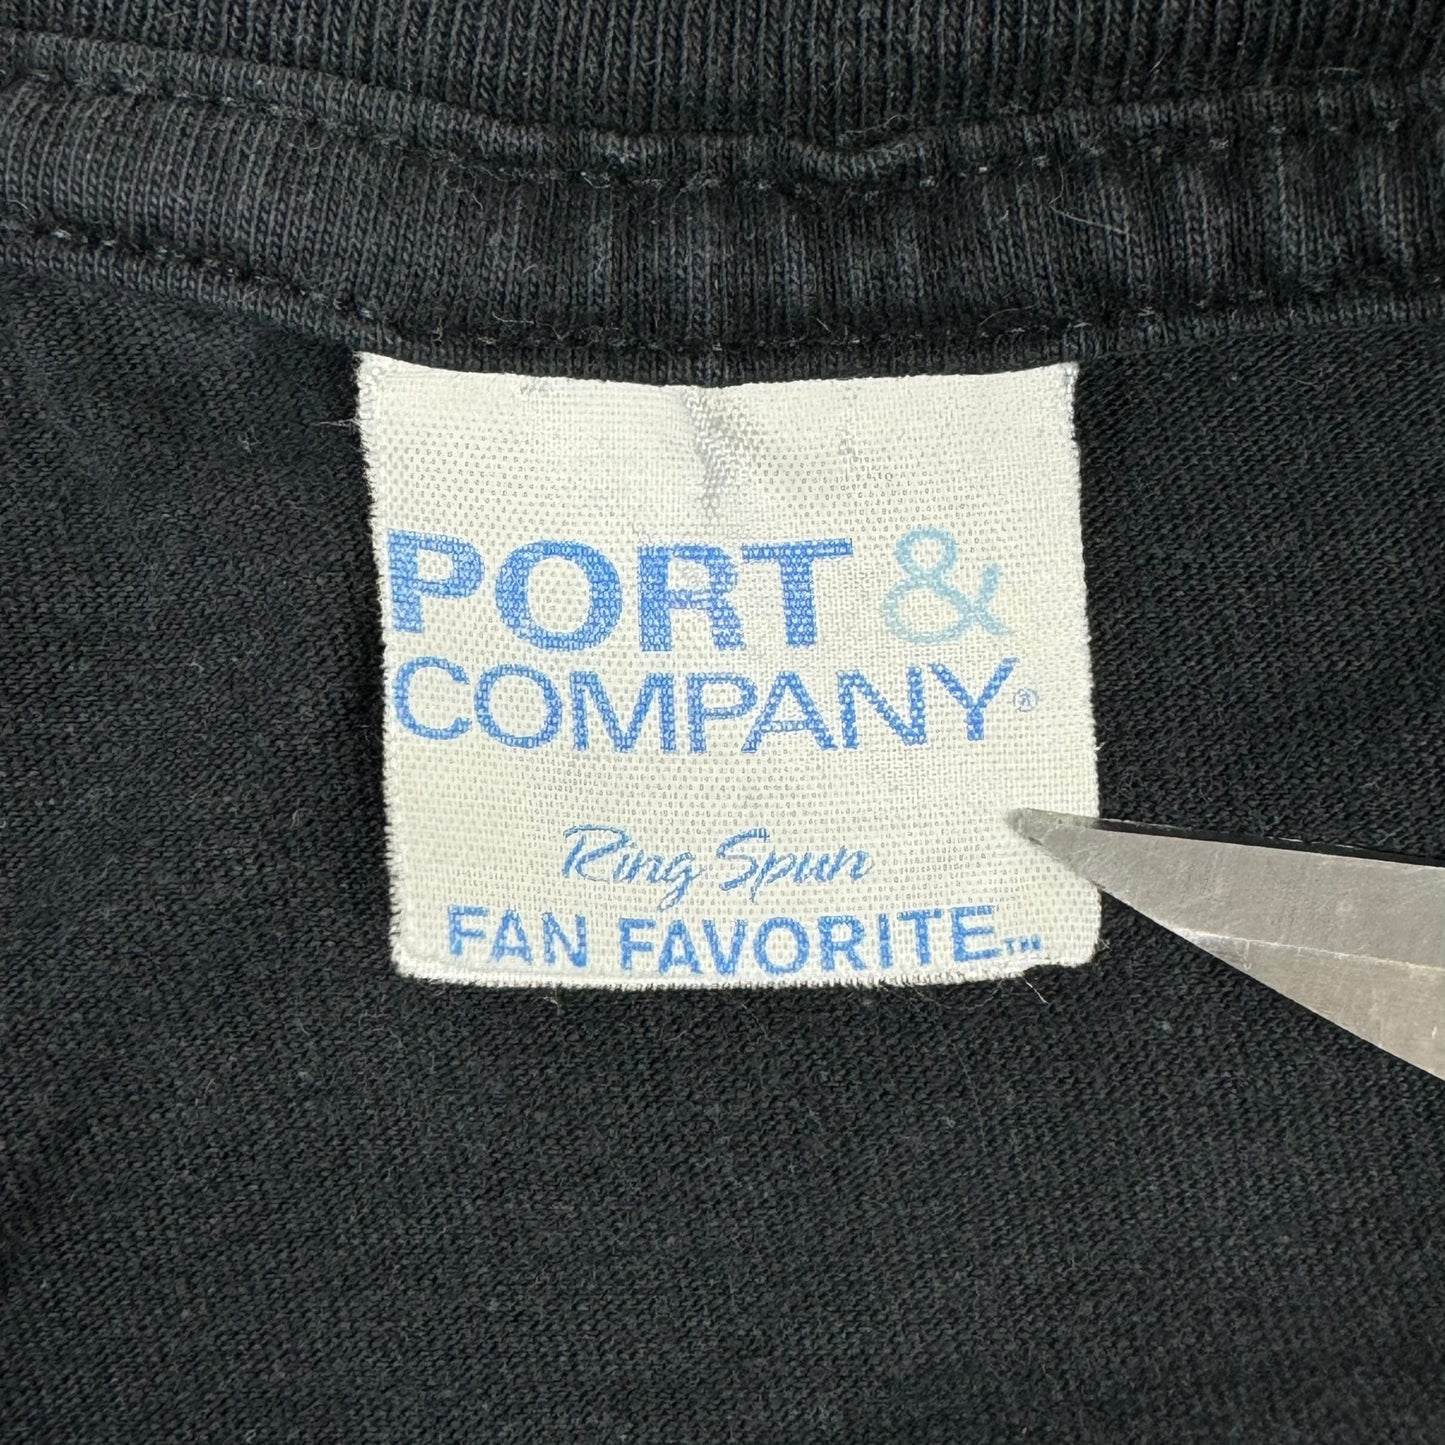 PORT &
COMPANY®
Ring Spun
FAN FAVORITE™